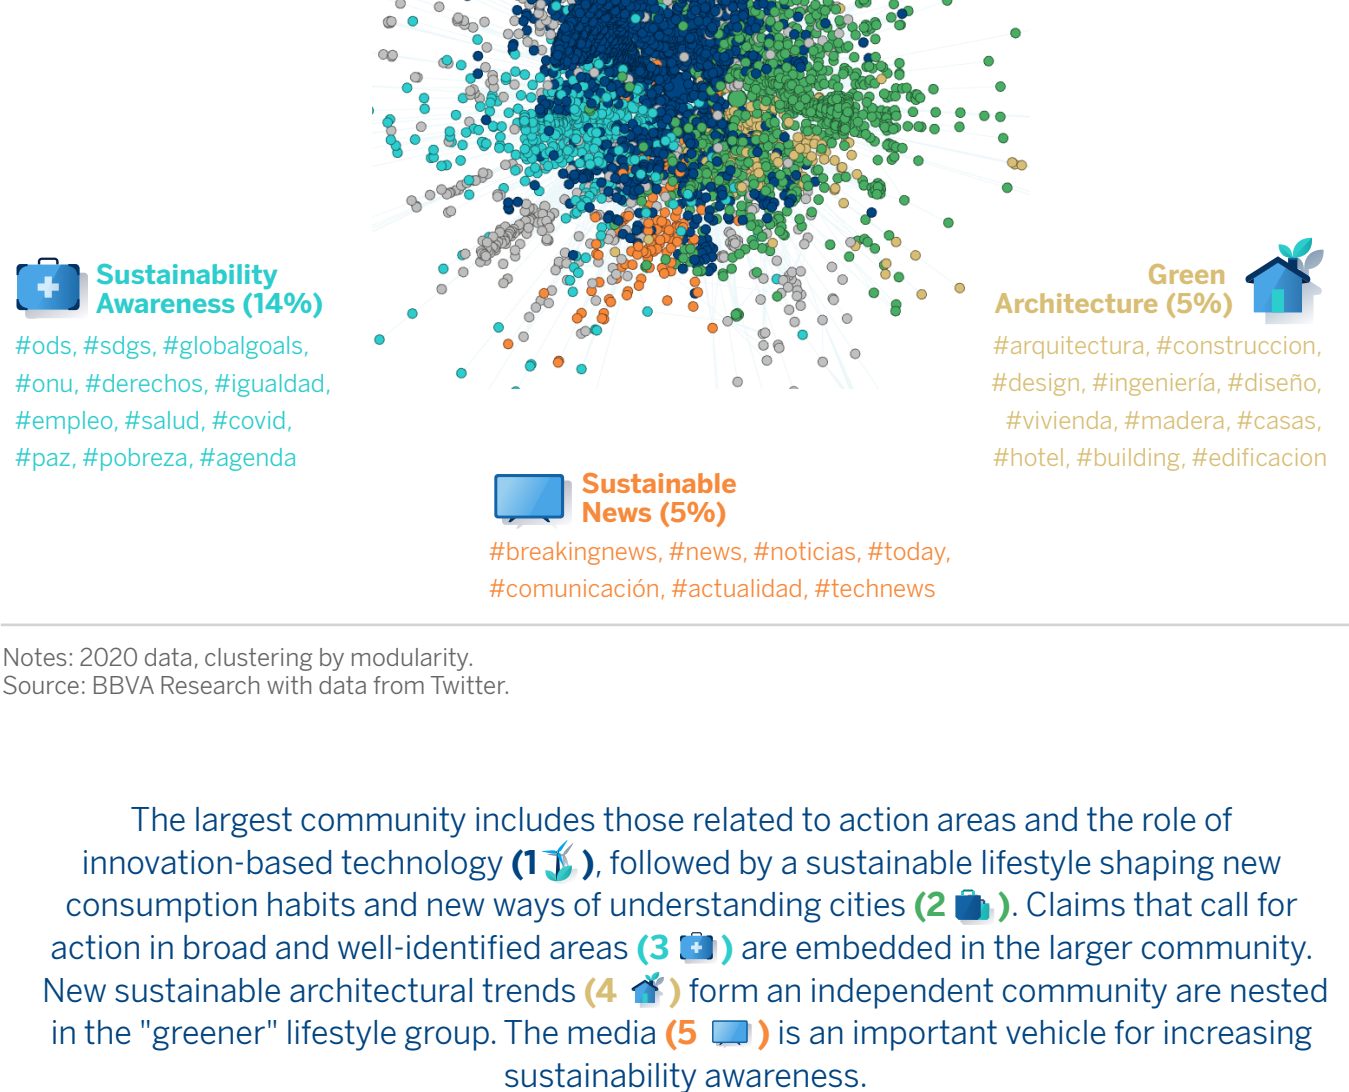 Sustainability
Awareness (14%)
#ods, #sdgs, #globalgoals,
#onu, #derechos, #igualdad,
#empleo, #salud, #covid,
#paz, #pobreza, #agenda
Green
Architecture (5%)
#arquitectura, #construccion,
#design, #ingeniería, #diseño,
#vivienda, #madera, #casas,
#hotel, #building, #edificacion
Sustainable
News (5%)
#breakingnews, #news, #noticias, #today,
#comunicación, #actualidad, #technews
Notes: 2020 data, clustering by modularity.
Source: BBVA Research with data from Twitter.
The largest community includes those related to action areas and the role of
innovation-based technology (1 ), followed by a sustainable lifestyle shaping new
consumption habits and new ways of understanding cities (2 ). Claims that call for
action in broad and well-identified areas (3 ) are embedded in the larger community.
New sustainable architectural trends (4 ) form an independent community are nested
in the "greener" lifestyle group. The media (5 ) is an important vehicle for increasing
sustainability awareness.